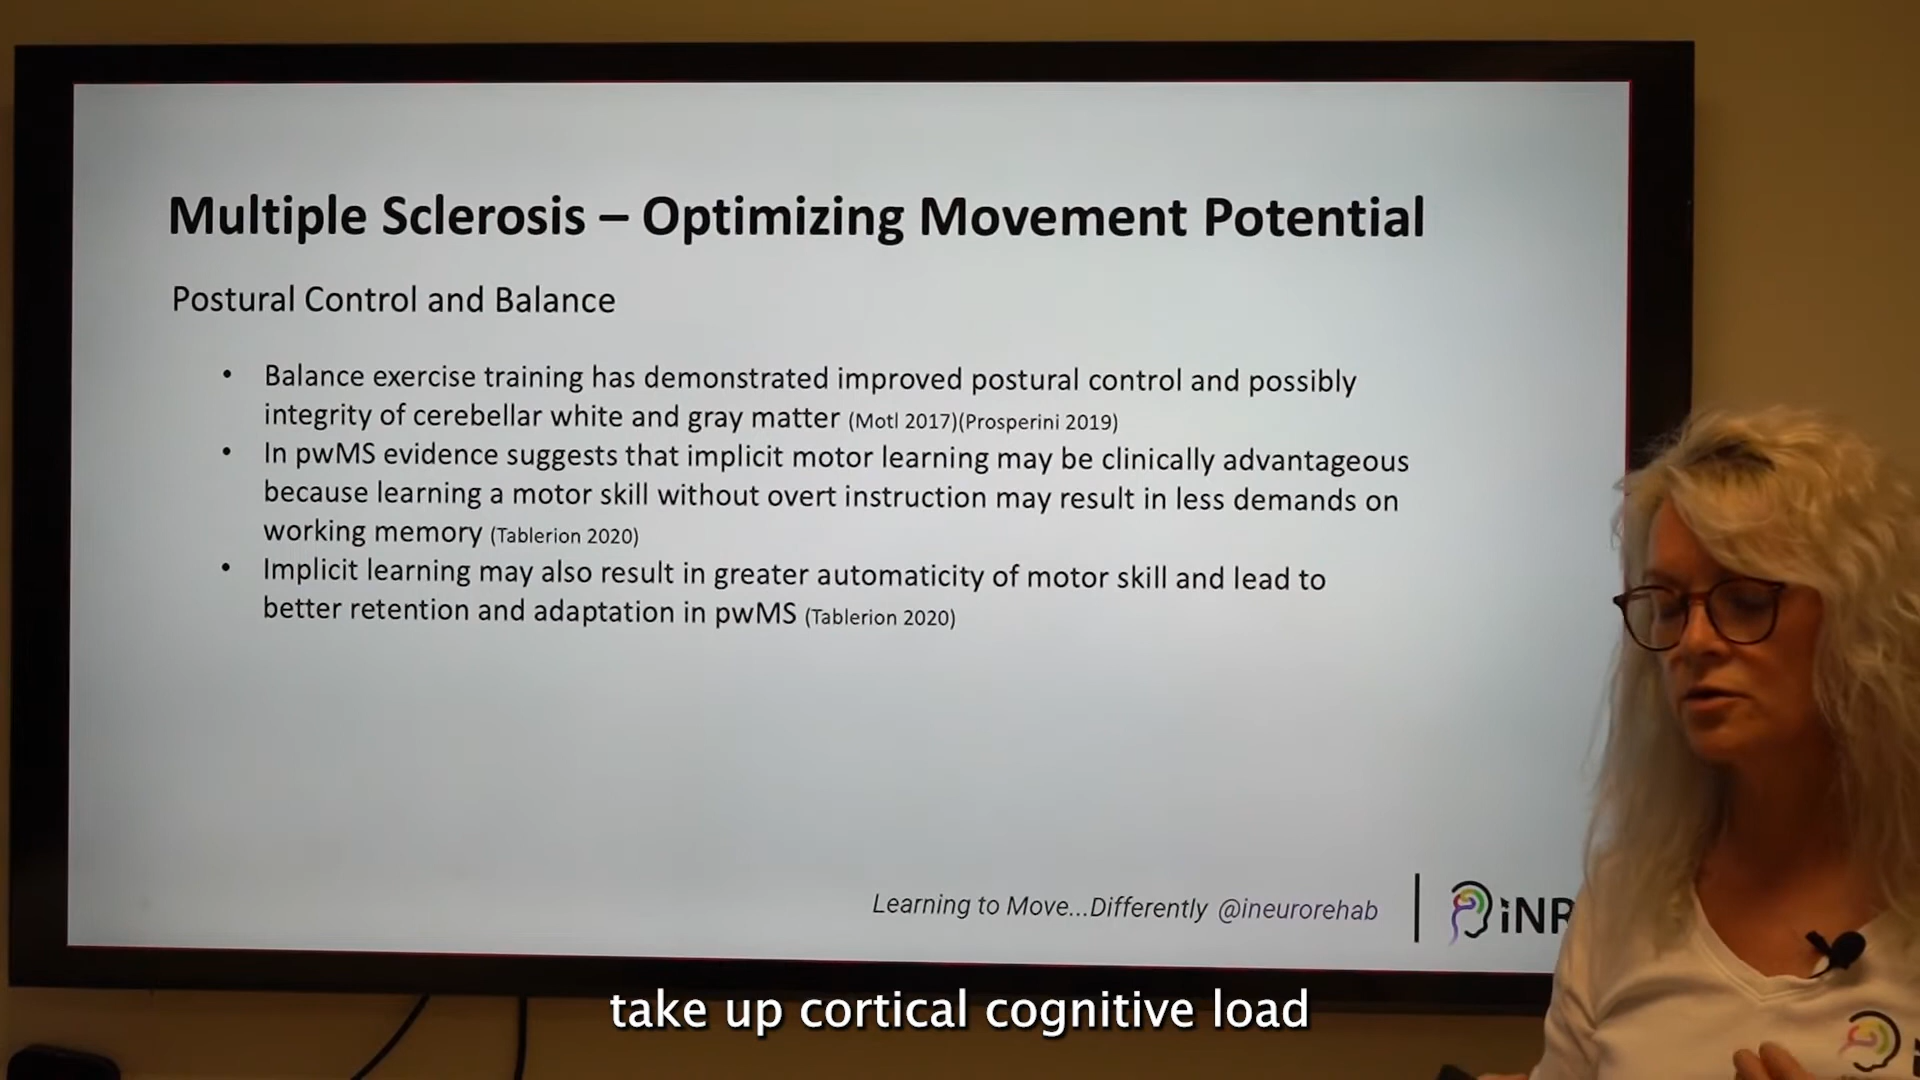 Multiple Sclerosis – Optimizing Movement Potential
Postural Control and Balance
• Balance exercise training has demonstrated improved postural control and possibly
integrity of cerebellar white and gray matter (Motl 2017)(Prosperini 2019)
• In pwMS evidence suggests that implicit motor learning may be clinically advantageous
because learning a motor skill without overt instruction may result in less demands on
working memory (Tablerion 2020)
• Implicit learning may also result in greater automaticity of motor skill and lead to
better retention and adaptation in pwMS (Tablerion 2020)
Learning to Move...Differently @ineurorehab
iNR
take up cortical cognitive load